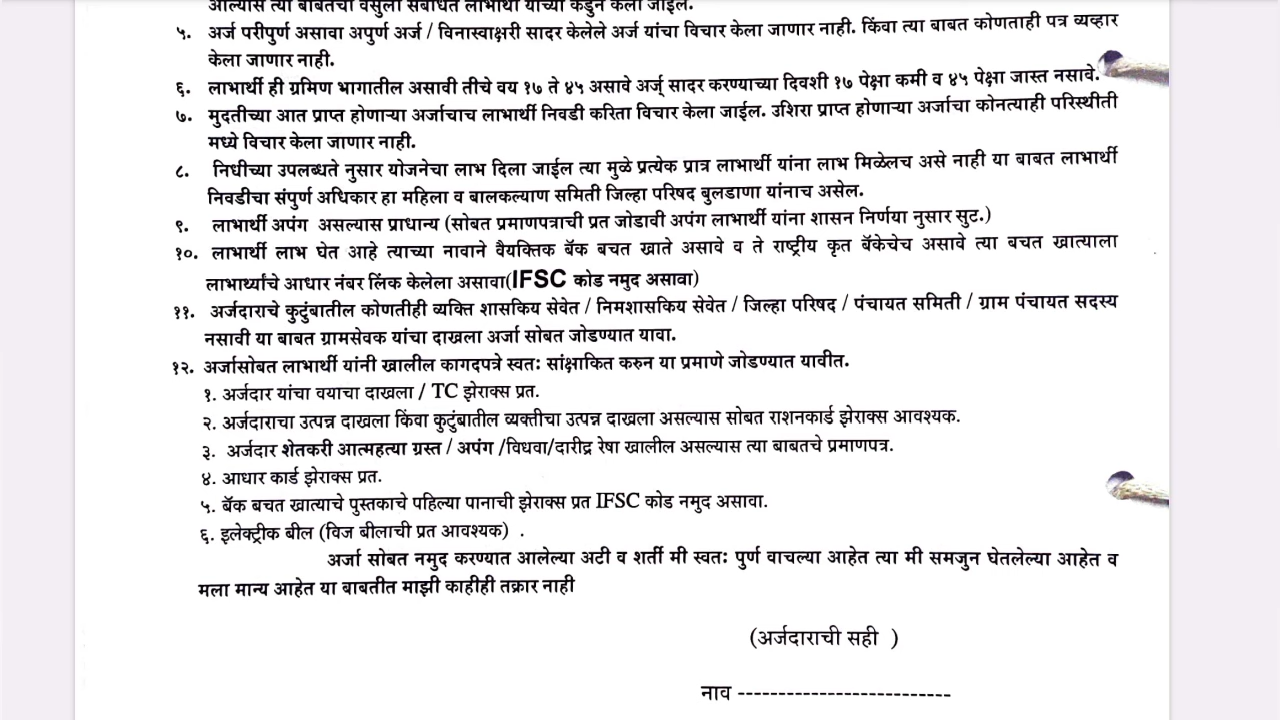 आल्यास त्या बाबतचा वसुली संबंधित लाभार्थी यांच्या कडुन केली जाईल.
५. अर्ज परीपुर्ण असावा अपुर्ण अर्ज / विनास्वाक्षरी सादर केलेले अर्ज यांचा विचार केला जाणार नाही. किंवा त्या बाबत कोणताही पत्र व्यव्हार
केला जाणार नाही.
६. लाभार्थी ही ग्रमिण भागातील असावी तीचे वय १७ ते ४५ असावे अर्ज् सादर करण्याच्या दिवशी १७ पेक्षा कमी व ४५ पेक्षा जास्त नसावे.
७. मुदतीच्या आत प्राप्त होणाऱ्या अर्जाचाच लाभार्थी निवडी करिता विचार केला जाईल. उशिरा प्राप्त होणाऱ्या अर्जाचा कोनत्याही परिस्थीती
मध्ये विचार केला जाणार नाही.
८. निधीच्या उपलब्धते नुसार योजनेचा लाभ दिला जाईल त्या मुळे प्रत्येक प्रात्र लाभार्थी यांना लाभ मिळेलच असे नाही या बाबत लाभार्थी
निवडीचा संपुर्ण अधिकार हा महिला व बालकल्याण समिती जिल्हा परिषद बुलडाणा यांनाच असेल.
९. लाभार्थी अपंग असल्यास प्राधान्य (सोबत प्रमाणपत्राची प्रत जोडावी अपंग लाभार्थी यांना शासन निर्णया नुसार सुट.)
१०. लाभार्थी लाभ घेत आहे त्याच्या नावाने वैयक्तिक बॅक बचत खाते असावे व ते राष्ट्रीय कृत बॅकेचेच असावे त्या बचत खात्याला
लाभार्थ्यांचे आधार नंबर लिंक केलेला असावा(IFSC कोड नमुद असावा)
११. अर्जदाराचे कुटुंबातील कोणतीही व्यक्ति शासकिय सेवेत / निमशासकिय सेवेत / जिल्हा परिषद / पंचायत समिती / ग्राम पंचायत सदस्य
नसावी या बाबत ग्रामसेवक यांचा दाखला अर्जा सोबत जोडण्यात यावा.
१२. अर्जासोबत लाभार्थी यांनी खालील कागदपत्रे स्वतः सांक्षाकित करुन या प्रमाणे जोडण्यात यावीत.
१. अर्जदार यांचा वयाचा दाखला / TC झेराक्स प्रत.
२. अर्जदाराचा उत्पन्न दाखला किंवा कुटुंबातील व्यक्तीचा उत्पन्न दाखला असल्यास सोबत राशनकार्ड झेराक्स आवश्यक.
३. अर्जदार शेतकरी आत्महत्या ग्रस्त / अपंग /विधवा/दारीद्र रेषा खालील असल्यास त्या बाबतचे प्रमाणपत्र.
४. आधार कार्ड झेराक्स प्रत.
५. बॅक बचत खात्याचे पुस्तकाचे पहिल्या पानाची झेराक्स प्रत IFSC कोड नमुद असावा.
६. इलेक्ट्रीक बील (विज बीलाची प्रत आवश्यक) .
अर्जा सोबत नमुद करण्यात आलेल्या अटी व शर्ती मी स्वतः पुर्ण वाचल्या आहेत त्या मी समजुन घेतलेल्या आहेत व
मला मान्य आहेत या बाबतीत माझी काहीही तक्रार नाही
(अर्जदाराची सही )
नाव --------------------------